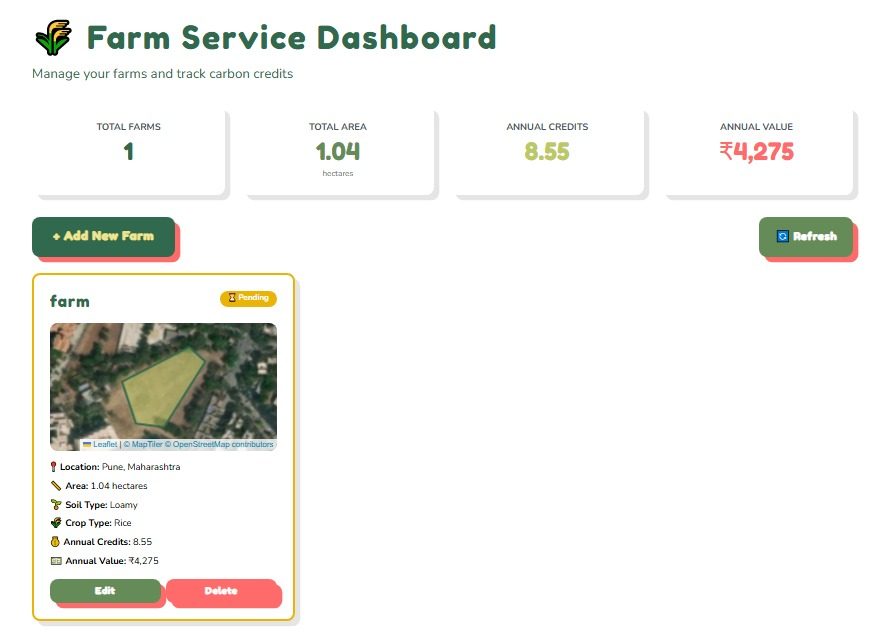 Farm Service Dashboard
Manage your farms and track carbon credits
TOTAL FARMS
1
TOTAL AREA
1.04
hectares
ANNUAL CREDITS
8.55
ANNUAL VALUE
₹4,275
+ Add New Farm
Refresh
farm
Pending
Leaflet | © MapTiler © OpenStreetMap contributors
Location: Pune, Maharashtra
Area: 1.04 hectares
Soil Type: Loamy
Crop Type: Rice
Annual Credits: 8.55
Annual Value: ₹4,275
Edit
Delete